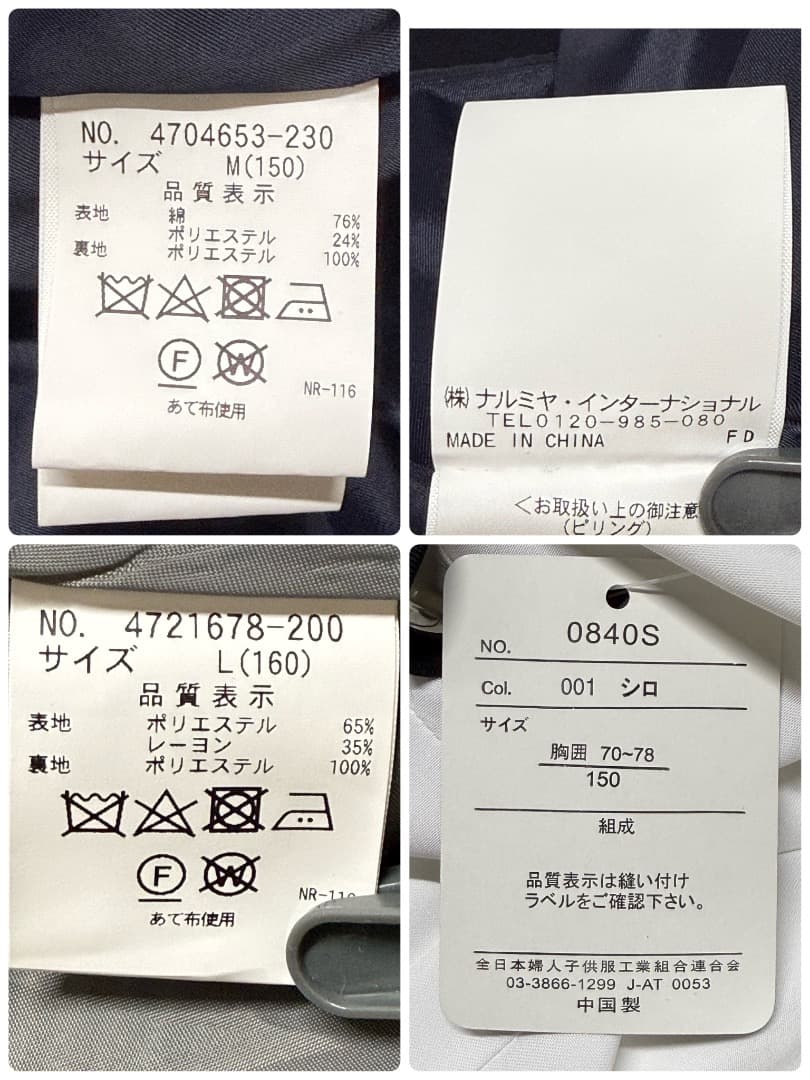 NO. 4704653-230
サイズ M(150)
品質表示
表地 綿 76%
ポリエステル 24%
裏地 ポリエステル 100%
F W
あて布使用
NR-116
㈱ナルミヤ・インターナショナル
TEL0120-985-080
MADE IN CHINA FD
<お取扱い上の御注意
(ピリング)
NO. 4721678-200
サイズ L(160)
品質表示
表地 ポリエステル 65%
レーヨン 35%
裏地 ポリエステル 100%
F W
あて布使用
NO. 0840S
Col. 001 シロ
サイズ
胸囲 70~78
150
組成
品質表示は縫い付け
ラベルをご確認下さい。
全日本婦人子供服工業組合連合会
03-3866-1299 J-AT 0053
中国製